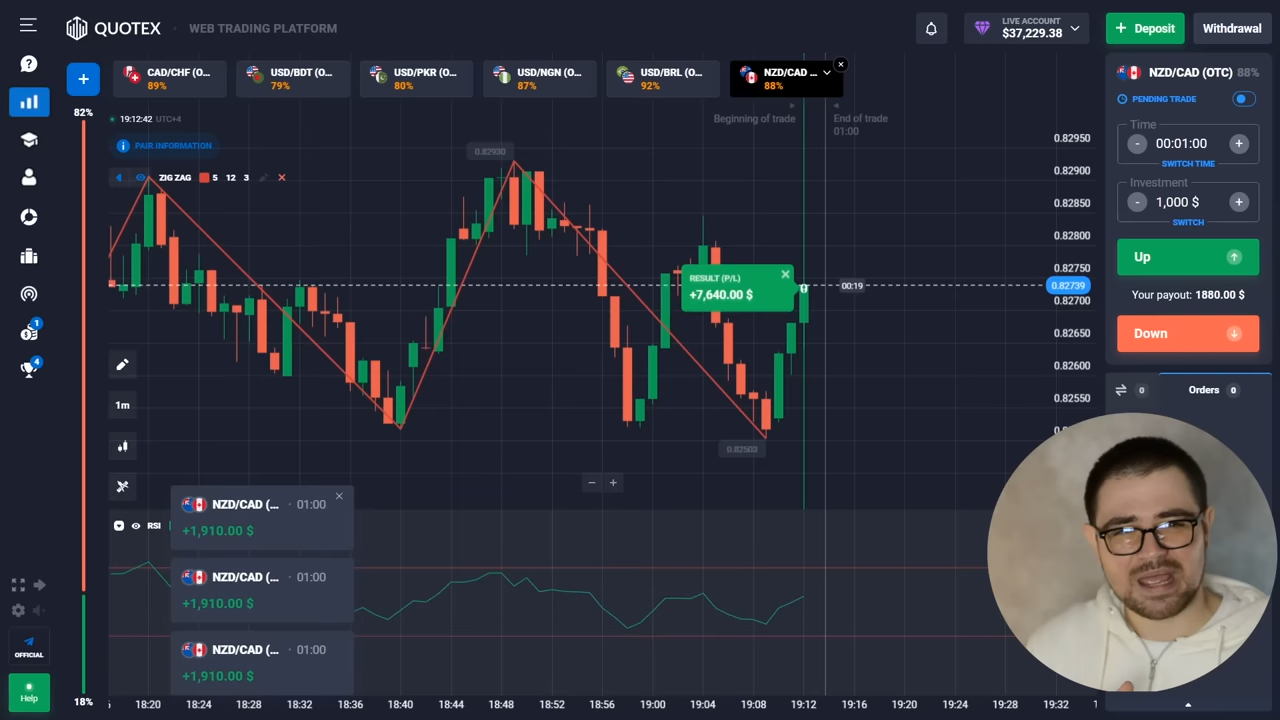 QUOTEX
WEB TRADING PLATFORM
LIVE ACCOUNT
$37,229.38
+ Deposit
Withdrawal
+
CAD/CHF (O...
89%
USD/BDT (O...
79%
USD/PKR (O...
80%
USD/NGN (O...
87%
USD/BRL (O...
92%
NZD/CAD ...
88%
82%
19:12:42 UTC+4
PAIR INFORMATION
ZIG ZAG 5 12 3
Beginning of trade
End of trade
01:00
0.82930
0.82950
0.82900
0.82850
0.82800
0.82750
0.82739
0.82700
0.82650
0.82600
0.82550
RESULT (P/L)
+7,640.00 $
00:19
0.82503
1m
NZD/CAD (OTC) 88%
PENDING TRADE
Time
- 00:01:00 +
SWITCH TIME
Investment
- 1,000 $ +
SWITCH
Up
Your payout: 1880.00 $
Down
0
Orders 0
RSI
NZD/CAD (... · 01:00
+1,910.00 $
NZD/CAD (... · 01:00
+1,910.00 $
NZD/CAD (... · 01:00
+1,910.00 $
1
4
OFFICIAL
Help
18%
18:20 18:24 18:28 18:32 18:36 18:40 18:44 18:48 18:52 18:56 19:00 19:04 19:08 19:12 19:16 19:20 19:24 19:28 19:32